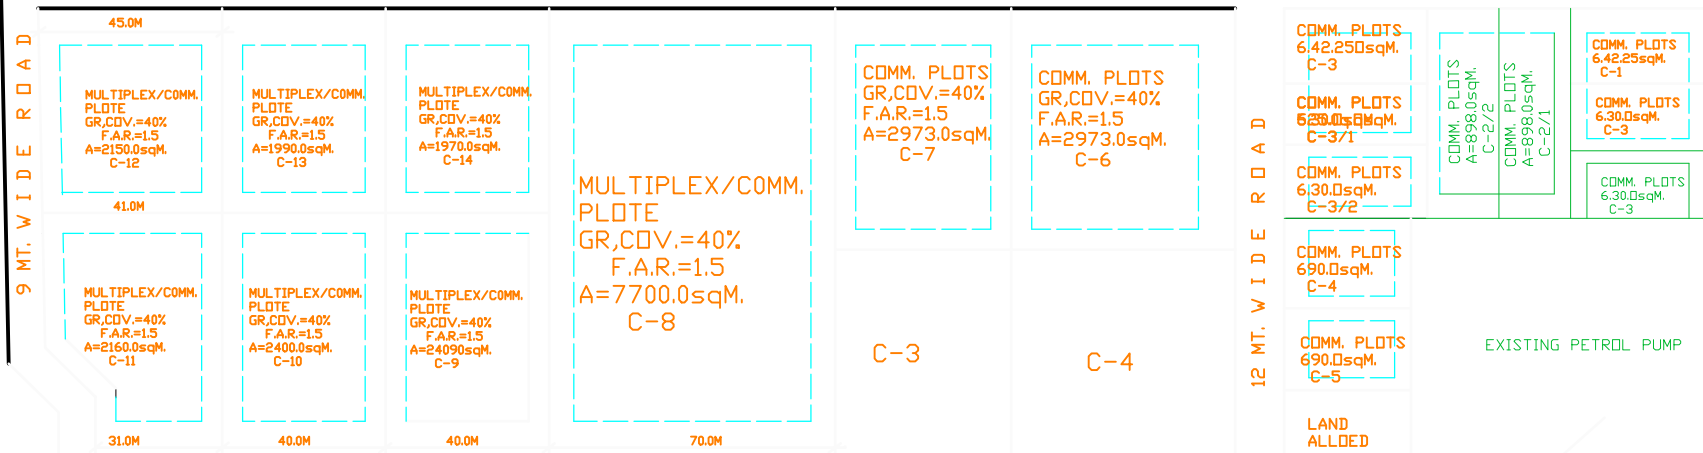 45.0M
9 MT. WIDE ROAD
MULTIPLEX/COMM.
PLOTE
GR,COV.=40%
F.A.R.=1.5
A=2150.0sqM.
C-12
MULTIPLEX/COMM.
PLOTE
GR,COV.=40%
F.A.R.=1.5
A=1990.0sqM.
C-13
MULTIPLEX/COMM.
PLOTE
GR,COV.=40%
F.A.R.=1.5
A=1970.0sqM.
C-14
41.0M
MULTIPLEX/COMM.
PLOTE
GR,COV.=40%
F.A.R.=1.5
A=2160.0sqM.
C-11
MULTIPLEX/COMM.
PLOTE
GR,COV.=40%
F.A.R.=1.5
A=2400.0sqM.
C-10
MULTIPLEX/COMM.
PLOTE
GR,COV.=40%
F.A.R.=1.5
A=24090sqM.
C-9
31.0M
40.0M
40.0M
70.0M
MULTIPLEX/COMM.
PLOTE
GR,COV.=40%
F.A.R.=1.5
A=7700.0sqM.
C-8
COMM. PLOTS
GR,COV.=40%
F.A.R.=1.5
A=2973.0sqM.
C-7
COMM. PLOTS
GR,COV.=40%
F.A.R.=1.5
A=2973.0sqM.
C-6
C-3
C-4
12 MT. WIDE ROAD
COMM. PLOTS
6.42.250sqM.
C-3
COMM. PLOTS
C-3/1
COMM. PLOTS
6.30.0sqM.
C-3/2
COMM. PLOTS
690.0sqM.
C-4
COMM. PLOTS
690.0sqM.
C-5
LAND
ALLOED
COMM. PLOTS
A=898.0sqM.
C-2/2
COMM. PLOTS
A=898.0sqM.
C-2/1
COMM. PLOTS
6.42.25sqM.
C-1
COMM. PLOTS
6.30.0sqM.
C-3
COMM. PLOTS
6.30.0sqM.
C-3
EXISTING PETROL PUMP